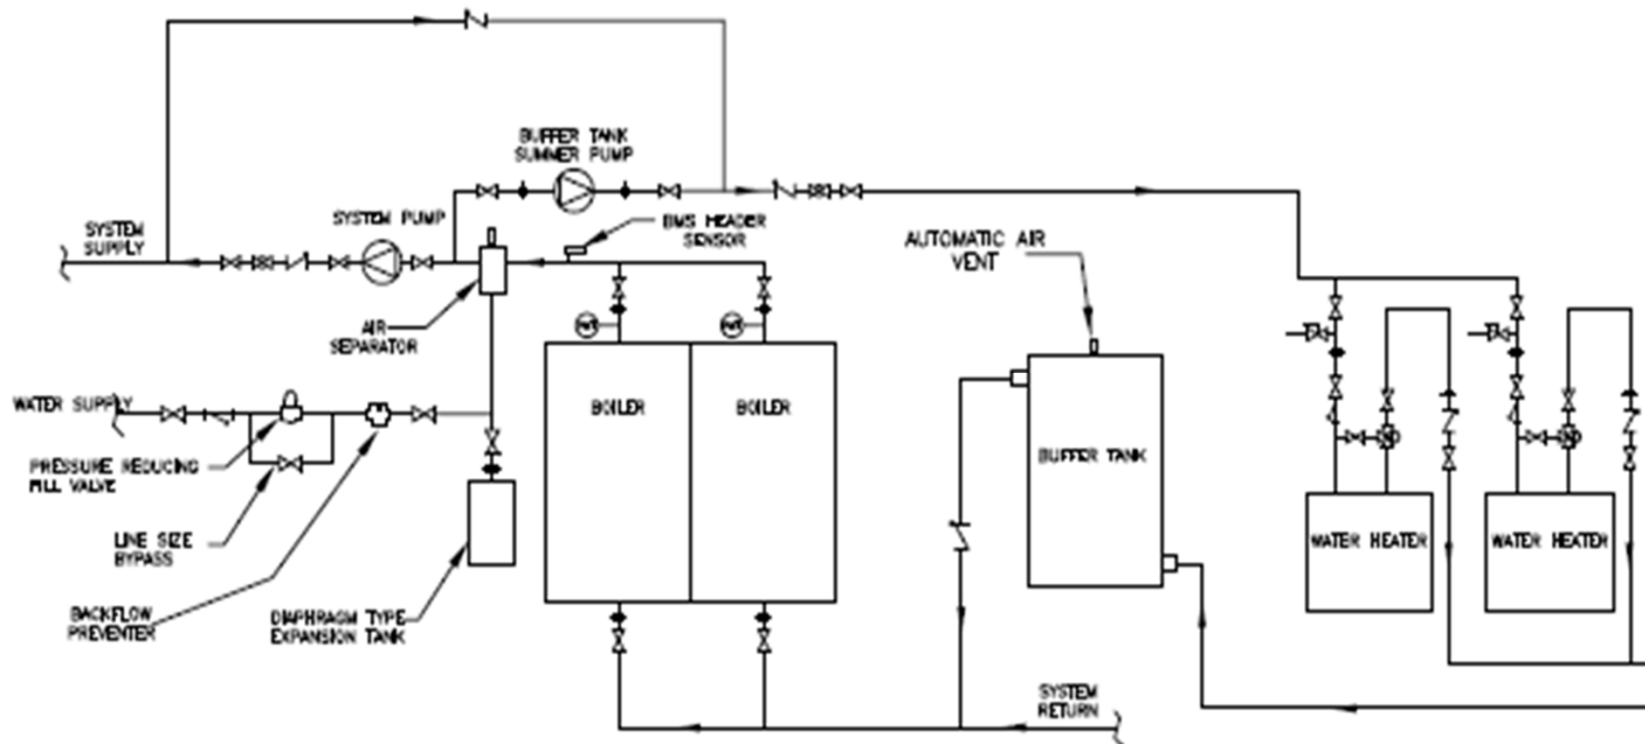 BUFFER TANK
SUMMER PUMP
SYSTEM PUMP
BMS HEADER
SENSOR
SYSTEM
SUPPLY
AUTOMATIC AIR
VENT
AIR
SEPARATOR
WATER SUPPLY
BOILER
BOILER
BUFFER TANK
PRESSURE REDUCING
FILL VALVE
LINE SIZE
BYPASS
WATER HEATER
WATER HEATER
BACKFLOW
PREVENTER
DIAPHRAGM TYPE
EXPANSION TANK
SYSTEM
RETURN